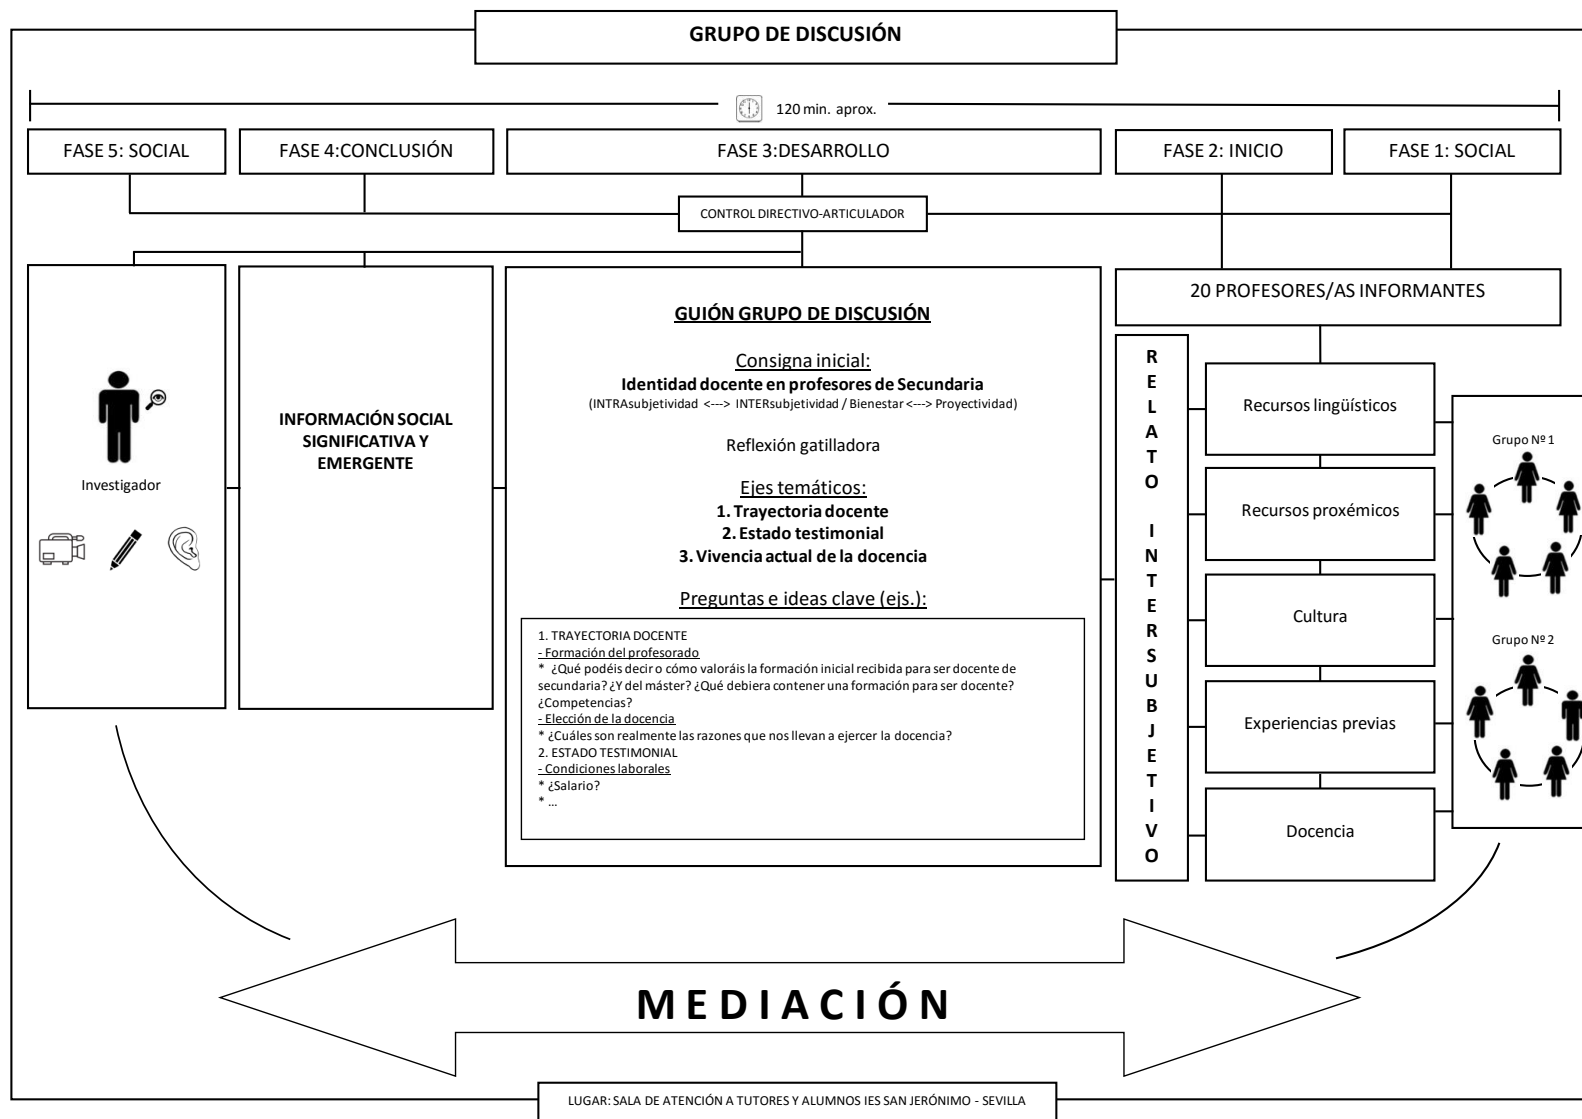 GRUPO DE DISCUSIÓN
120 min. aprox.
FASE 5: SOCIAL
FASE 4:CONCLUSIÓN
FASE 3:DESARROLLO
FASE 2: INICIO
FASE 1: SOCIAL
CONTROL DIRECTIVO-ARTICULADOR
Investigador
INFORMACIÓN SOCIAL
SIGNIFICATIVA Y
EMERGENTE
GUIÓN GRUPO DE DISCUSIÓN
Consigna inicial:
Identidad docente en profesores de Secundaria
(INTRAsubjetividad <---> INTERsubjetividad / Bienestar <---> Proyectividad)
Reflexión gatilladora
Ejes temáticos:
1. Trayectoria docente
2. Estado testimonial
3. Vivencia actual de la docencia
Preguntas e ideas clave (ejs.):
1. TRAYECTORIA DOCENTE
- Formación del profesorado
* ¿Qué podéis decir o cómo valoráis la formación inicial recibida para ser docente de
secundaria? ¿Y del máster? ¿Qué debiera contener una formación para ser docente?
¿Competencias?
- Elección de la docencia
* ¿Cuáles son realmente las razones que nos llevan a ejercer la docencia?
2. ESTADO TESTIMONIAL
- Condiciones laborales
* ¿Salario?
* ...
20 PROFESORES/AS INFORMANTES
RELATO INTERSUBJETIVO
Recursos lingüísticos
Recursos proxémicos
Cultura
Experiencias previas
Docencia
Grupo Nº 1
Grupo Nº 2
MEDIACIÓN
LUGAR: SALA DE ATENCIÓN A TUTORES Y ALUMNOS IES SAN JERÓNIMO - SEVILLA